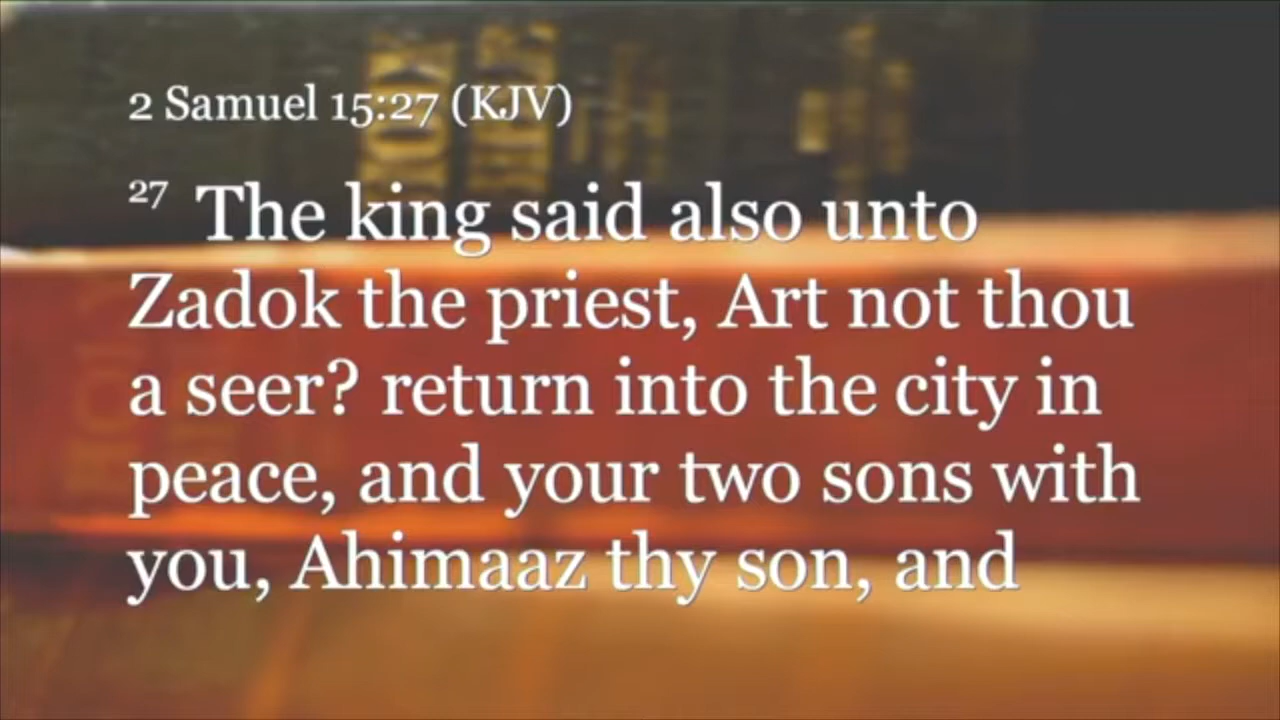 2 Samuel 15:27 (KJV)
27 The king said also unto
Zadok the priest, Art not thou
a seer? return into the city in
peace, and your two sons with
you, Ahimaaz thy son, and